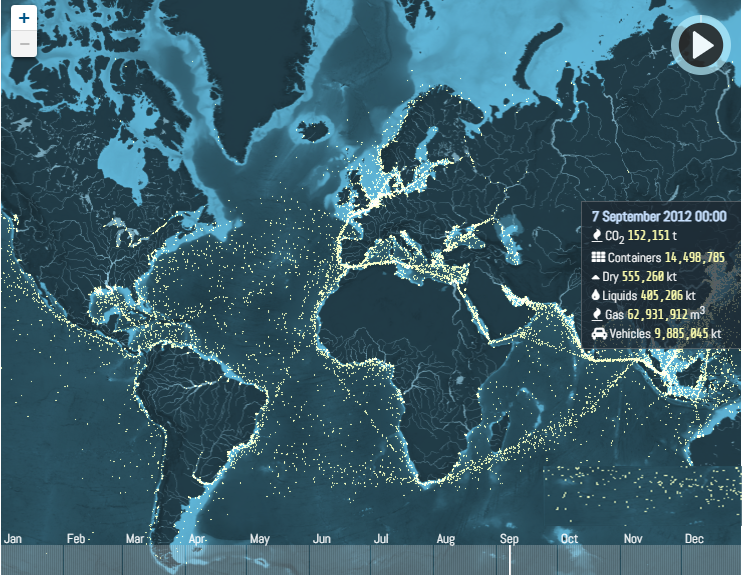 +
−
7 September 2012 00:00
CO2 152,151 t
Containers 14,498,785
Dry 555,260 kt
Liquids 405,206 kt
Gas 62,931,912 m3
Vehicles 9,885,045 kt
Jan Feb Mar Apr May Jun Jul Aug Sep Oct Nov Dec